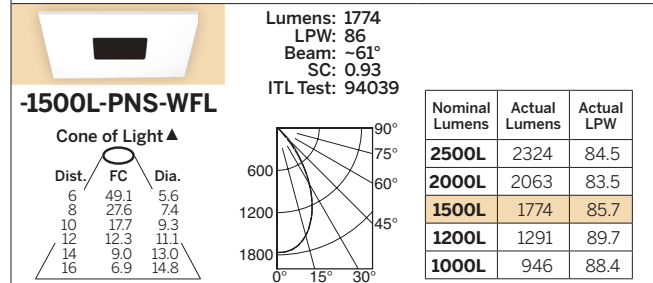 Lumens: 1774
LPW: 86
Beam: ~61°
SC: 0.93
ITL Test: 94039
-1500L-PNS-WFL
Cone of Light▲
Dist. FC Dia.
6 49.1 5.6
8 27.6 7.4
10 17.7 9.3
12 12.3 11.1
14 9.0 13.0
16 6.9 14.8
90°
75°
600 60°
1200 45°
1800
0° 15° 30°
Nominal Lumens Actual Lumens Actual LPW
2500L 2324 84.5
2000L 2063 83.5
1500L 1774 85.7
1200L 1291 89.7
1000L 946 88.4